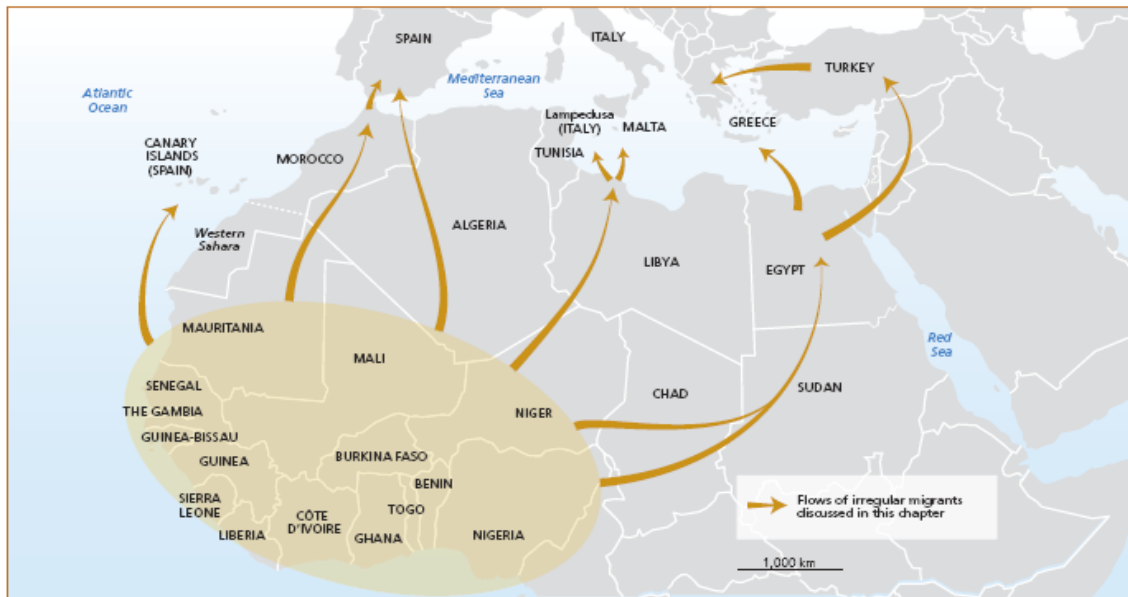 SPAIN
ITALY
TURKEY
Mediterranean
Sea
Atlantic
Ocean
Lampedusa
(ITALY)
MALTA
GREECE
CANARY
ISLANDS
(SPAIN)
MOROCCO
TUNISIA
ALGERIA
Western
Sahara
LIBYA
EGYPT
MAURITANIA
Red
Sea
MALI
SENEGAL
CHAD
SUDAN
THE GAMBIA
NIGER
GUINEA-BISSAU
GUINEA
BURKINA FASO
BENIN
SIERRA
LEONE
CÔTE
D'IVOIRE
TOGO
LIBERIA
GHANA
NIGERIA
Flows of irregular migrants
discussed in this chapter
1,000 km